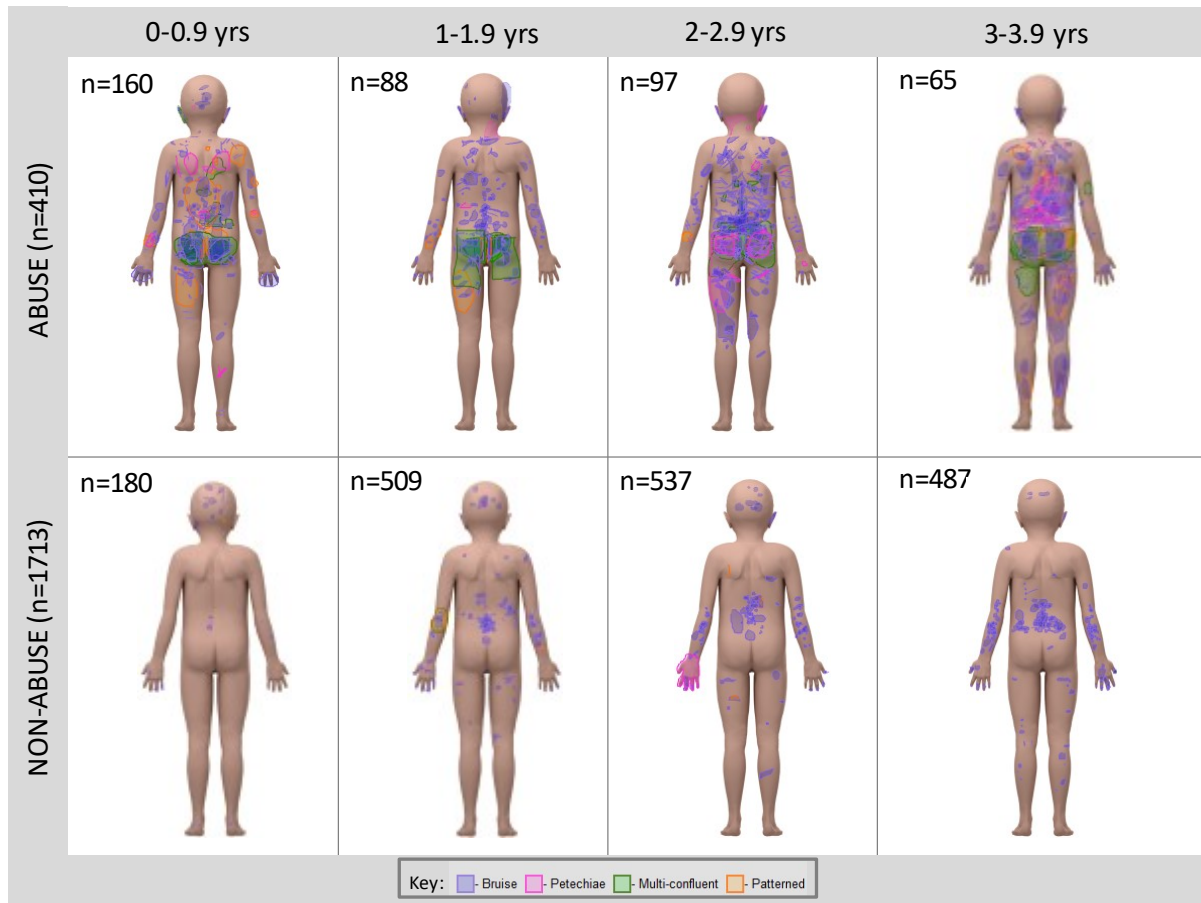 0-0.9 yrs
1-1.9 yrs
2-2.9 yrs
3-3.9 yrs
ABUSE (n=410)
n=160
n=88
n=97
n=65
NON-ABUSE (n=1713)
n=180
n=509
n=537
n=487
Key: - Bruise - Petechiae - Multi-confluent - Patterned